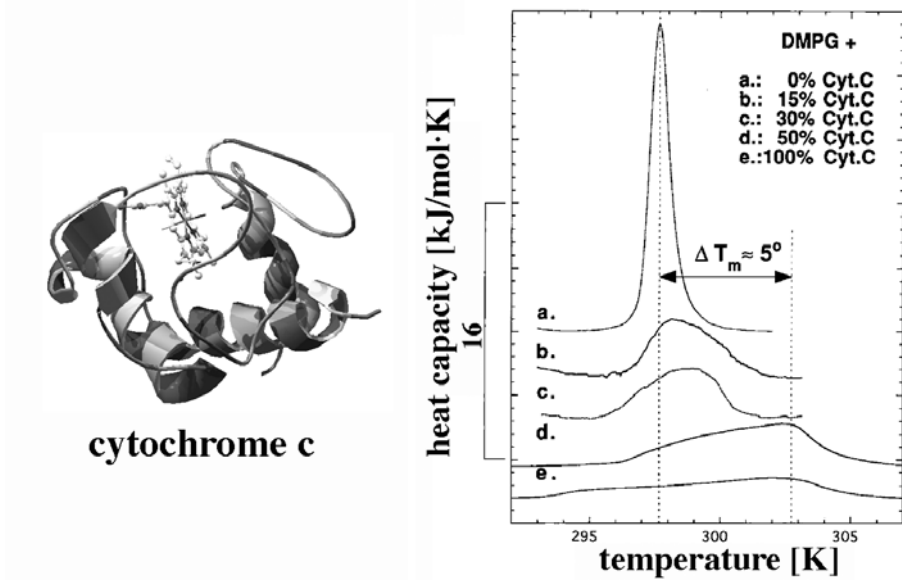 cytochrome c
heat capacity [kJ/mol·K]
16
DMPG +
a.: 0% Cyt.C
b.: 15% Cyt.C
c.: 30% Cyt.C
d.: 50% Cyt.C
e.:100% Cyt.C
Δ Tm≈ 5°
a.
b.
c.
d.
e.
295 300 305
temperature [K]